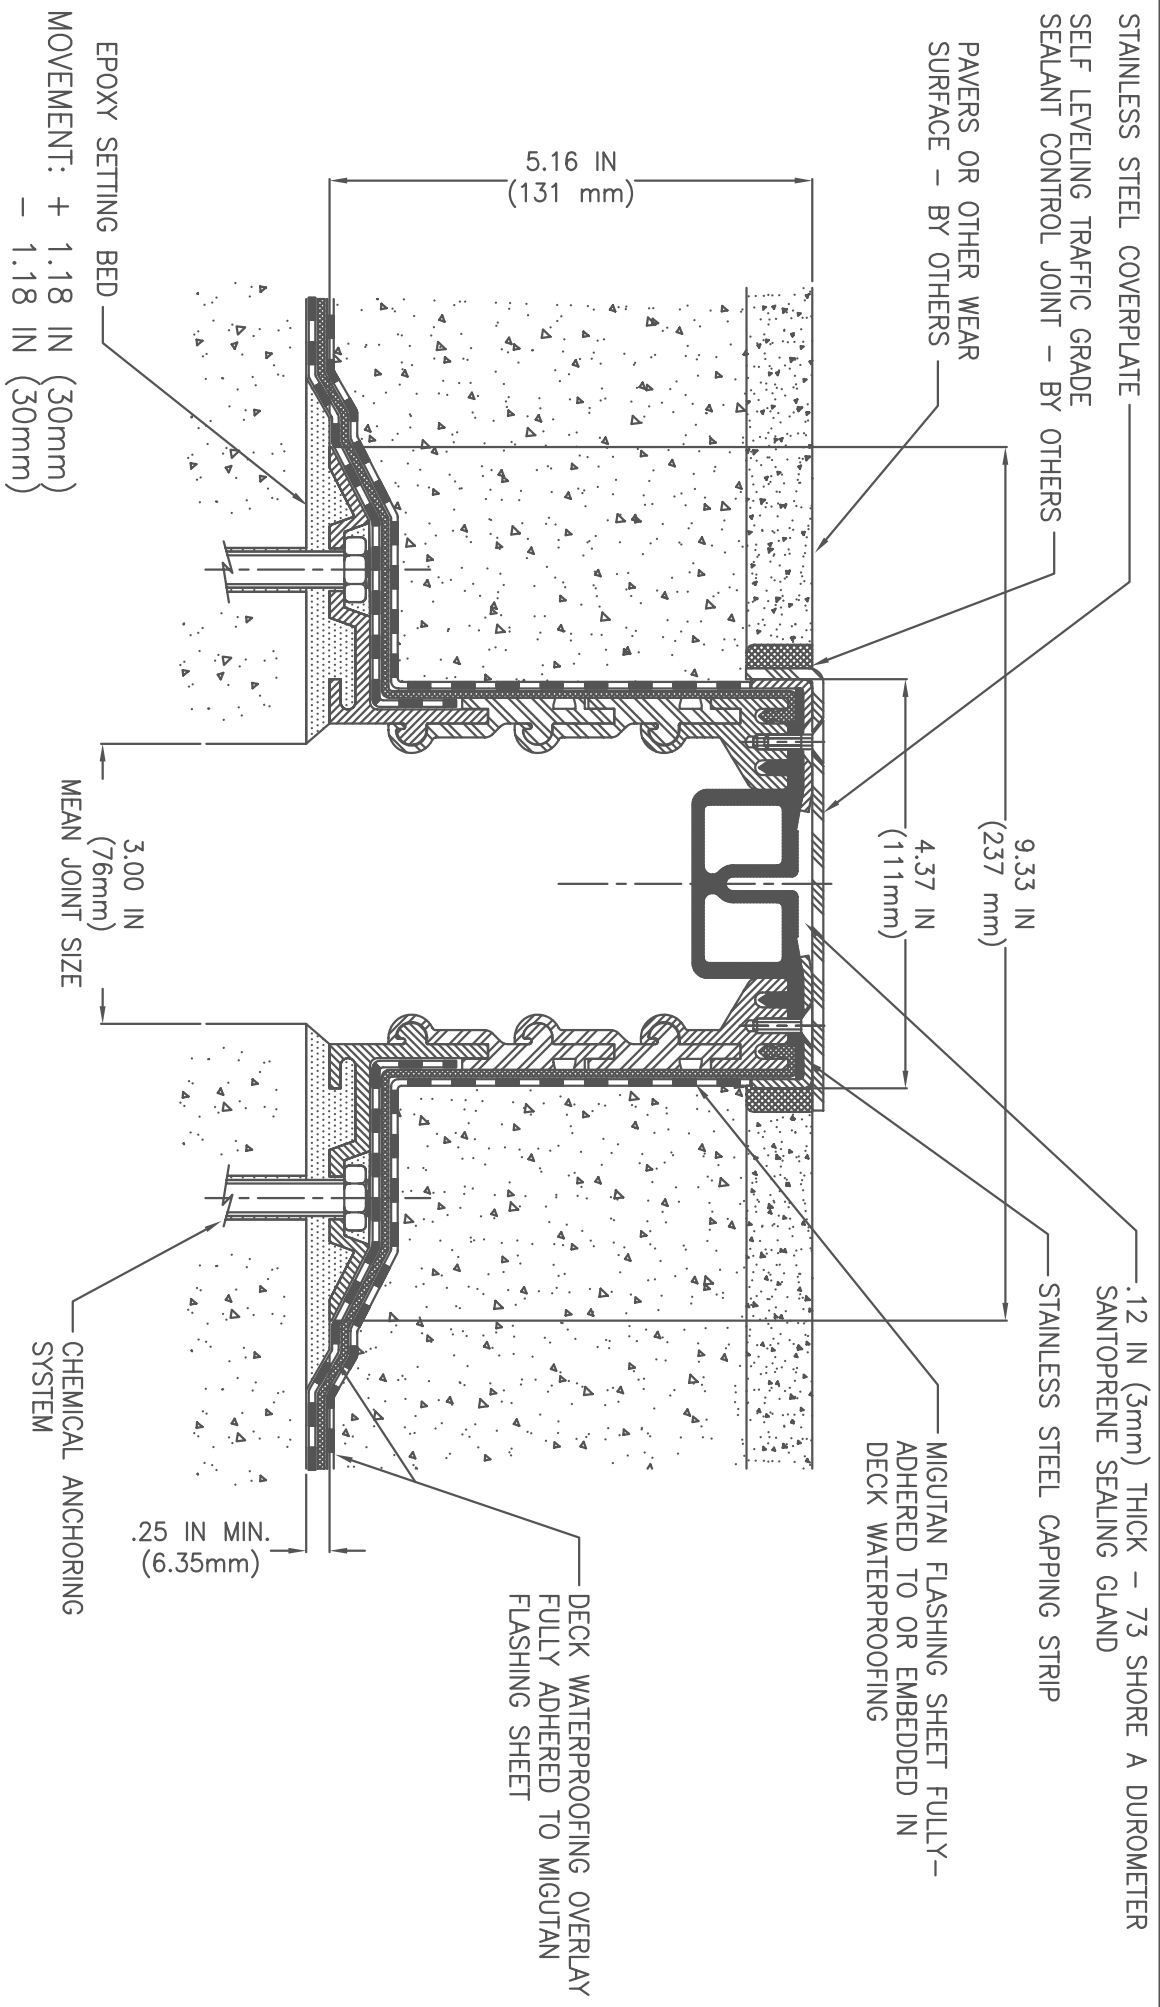 STAINLESS STEEL COVERPLATE
SELF LEVELING TRAFFIC GRADE
SEALANT CONTROL JOINT - BY OTHERS
PAVERS OR OTHER WEAR
SURFACE - BY OTHERS
5.16 IN
(131 mm)
9.33 IN
(237 mm)
4.37 IN
(111mm)
.12 IN (3mm) THICK - 73 SHORE A DUROMETER
SANTOPRENE SEALING GLAND
STAINLESS STEEL CAPPING STRIP
MIGUTAN FLASHING SHEET FULLY-
ADHERED TO OR EMBEDDED IN
DECK WATERPROOFING
DECK WATERPROOFING OVERLAY
FULLY ADHERED TO MIGUTAN
FLASHING SHEET
.25 IN MIN.
(6.35mm)
3.00 IN
(76mm)
MEAN JOINT SIZE
CHEMICAL ANCHORING
SYSTEM
EPOXY SETTING BED
MOVEMENT: + 1.18 IN (30mm)
- 1.18 IN (30mm)